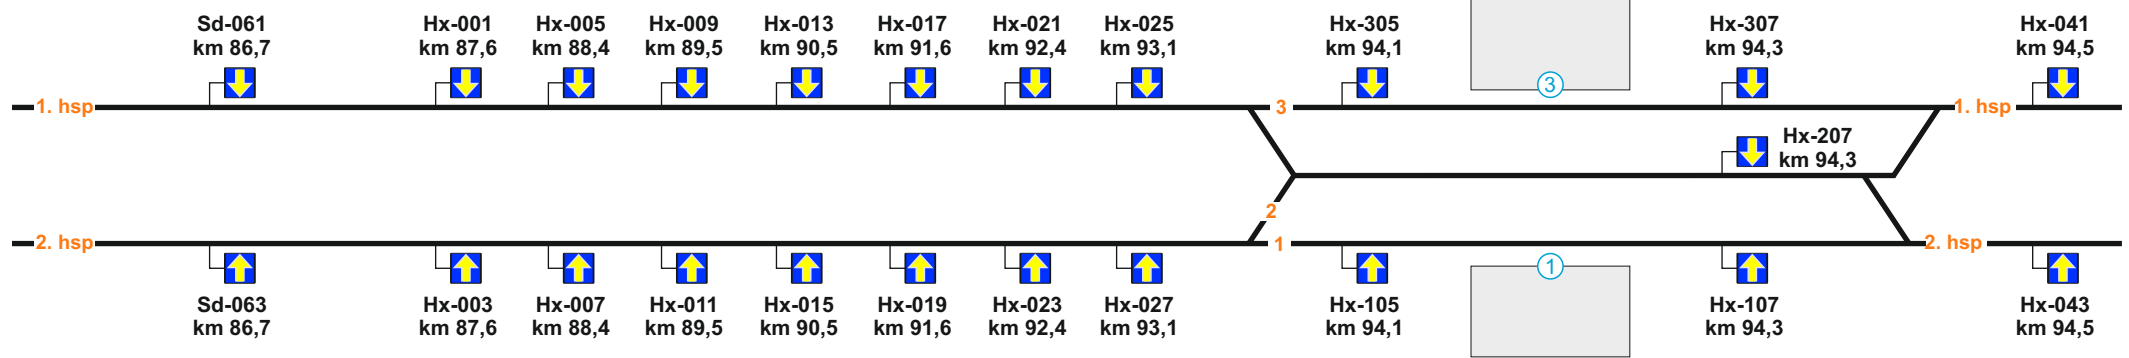 Sd-061 Hx-001 Hx-005 Hx-009 Hx-013 Hx-017 Hx-021 Hx-025 Hx-305 Hx-307 Hx-041
km 86,7 km 87,6 km 88,4 km 89,5 km 90,5 km 91,6 km 92,4 km 93,1 km 94,1 km 94,3 km 94,5
3
1. hsp 3 1. hsp
Hx-207
km 94,3
2
2. hsp 1 2. hsp
1
Sd-063 Hx-003 Hx-007 Hx-011 Hx-015 Hx-019 Hx-023 Hx-027 Hx-105 Hx-107 Hx-043
km 86,7 km 87,6 km 88,4 km 89,5 km 90,5 km 91,6 km 92,4 km 93,1 km 94,1 km 94,3 km 94,5